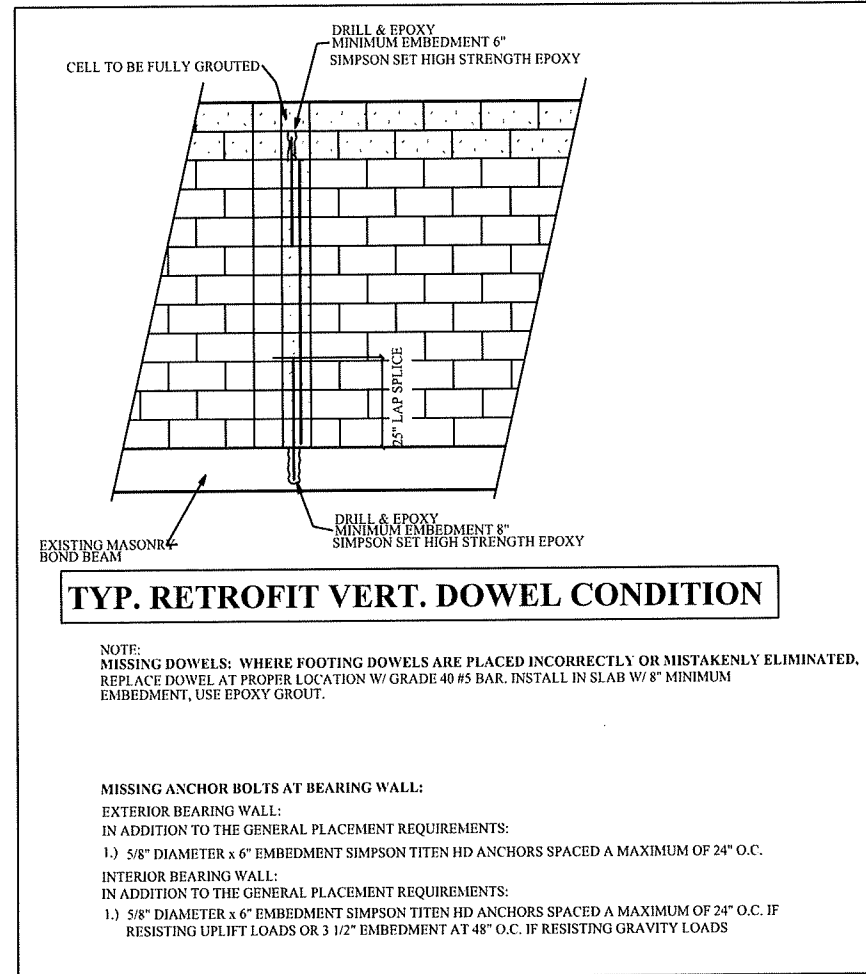 DRILL & EPOXY
MINIMUM EMBEDMENT 6"
SIMPSON SET HIGH STRENGTH EPOXY
CELL TO BE FULLY GROUTED
25" LAP SPLICE
DRILL & EPOXY
MINIMUM EMBEDMENT 8"
SIMPSON SET HIGH STRENGTH EPOXY
EXISTING MASONRY
BOND BEAM
TYP. RETROFIT VERT. DOWEL CONDITION
NOTE:
MISSING DOWELS: WHERE FOOTING DOWELS ARE PLACED INCORRECTLY OR MISTAKENLY ELIMINATED,
REPLACE DOWEL AT PROPER LOCATION W/ GRADE 40 #5 BAR. INSTALL IN SLAB W/ 8" MINIMUM
EMBEDMENT, USE EPOXY GROUT.
MISSING ANCHOR BOLTS AT BEARING WALL:
EXTERIOR BEARING WALL:
IN ADDITION TO THE GENERAL PLACEMENT REQUIREMENTS:
1.) 5/8" DIAMETER x 6" EMBEDMENT SIMPSON TITEN HD ANCHORS SPACED A MAXIMUM OF 24" O.C.
INTERIOR BEARING WALL:
IN ADDITION TO THE GENERAL PLACEMENT REQUIREMENTS:
1.) 5/8" DIAMETER x 6" EMBEDMENT SIMPSON TITEN HD ANCHORS SPACED A MAXIMUM OF 24" O.C. IF
RESISTING UPLIFT LOADS OR 3 1/2" EMBEDMENT AT 48" O.C. IF RESISTING GRAVITY LOADS